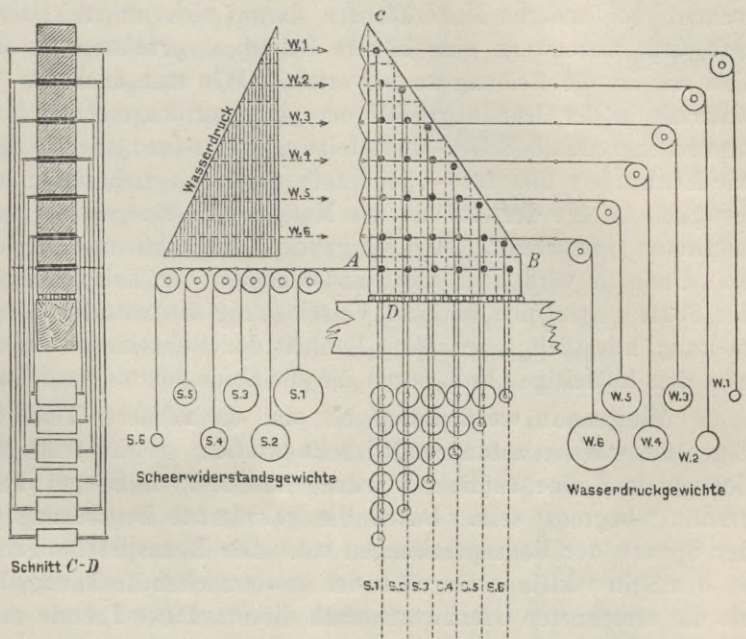 C
W.1
W.2
W.3
W.4
W.5
W.6
Wasserdruck
A
B
D
S.5
S.3
S.1
S.6
S.4
S.2
Scheerwiderstandsgewichte
W.5
W.3
W.1
W.6
W.4
W.2
Wasserdruckgewichte
Schnitt C-D
S.1 S.2 S.3 S.4 S.5 S.6